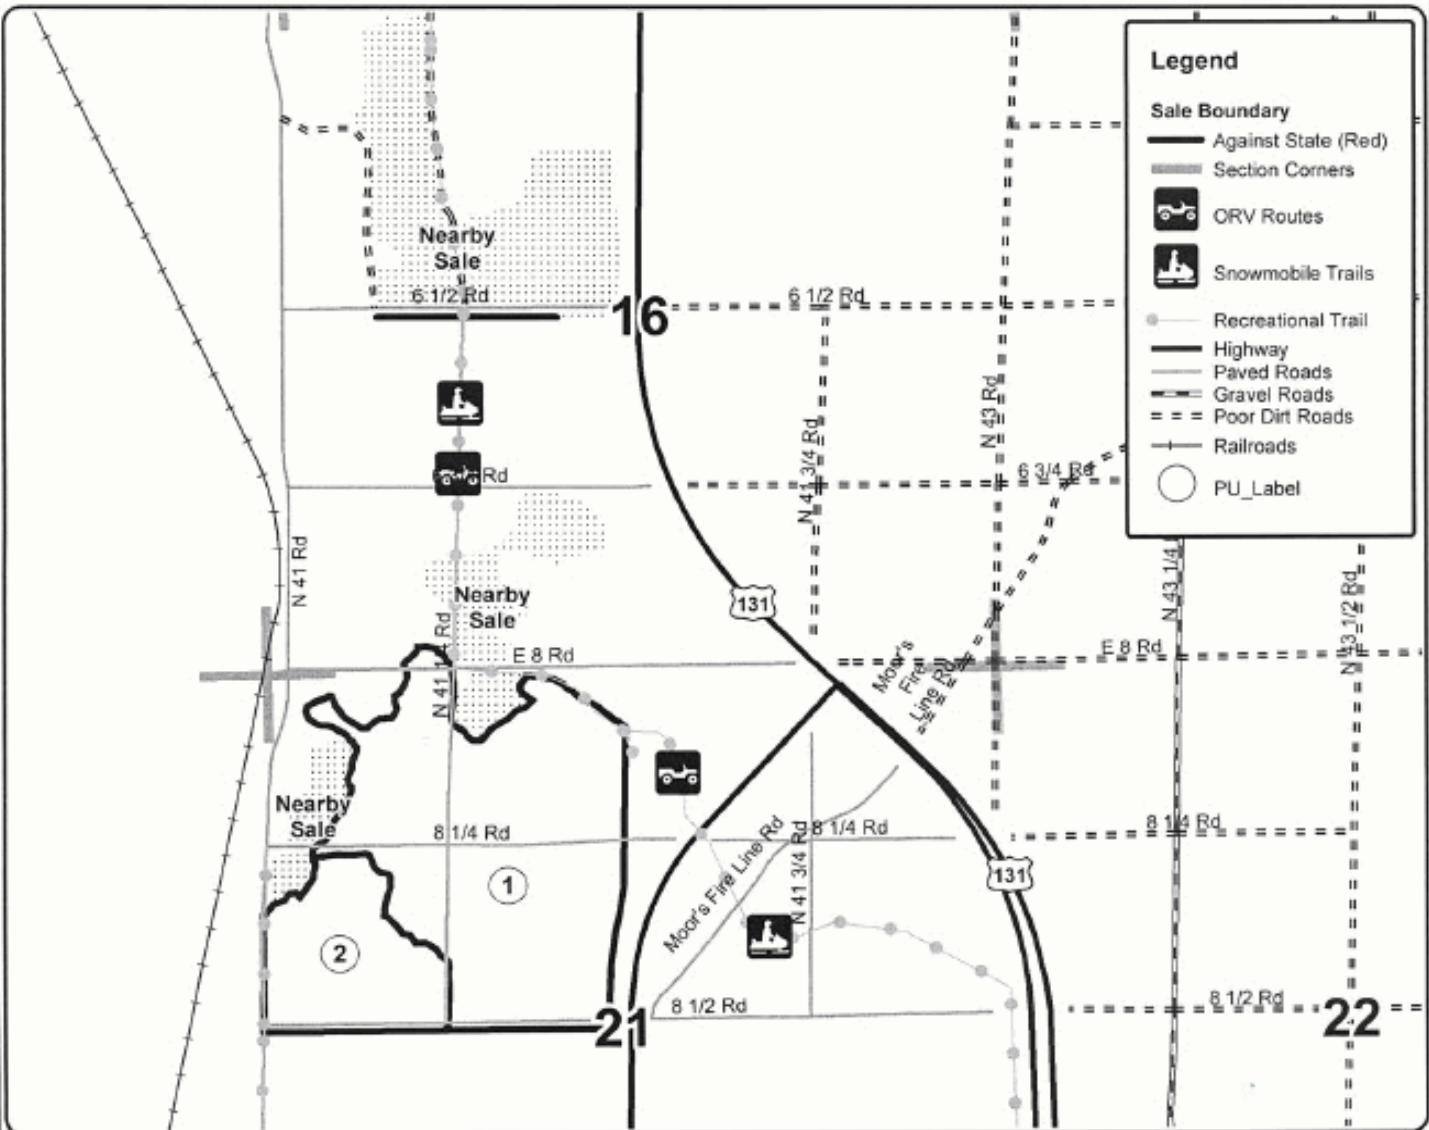 Legend
Sale Boundary
Against State (Red)
Section Corners
ORV Routes
Snowmobile Trails
Recreational Trail
Highway
Paved Roads
Gravel Roads
Poor Dirt Roads
Railroads
PU_Label
Nearby
Sale
6 1/2 Rd
16
6 1/2 Rd
N 43 Rd
N 41 3/4 Rd
Rd
6 3/4 Rd
N 41 Rd
Nearby
Sale
131
N 43 1/4
N 43 1/2 Rd
Rd
N 41
E 8 Rd
Moor's
Fire
Line Rd
E 8 Rd
Nearby
Sale
8 1/4 Rd
Moor's Fire Line Rd
N 41 3/4 Rd
8 1/4 Rd
8 1/4 Rd
131
1
2
8 1/2 Rd
21
8 1/2 Rd
22